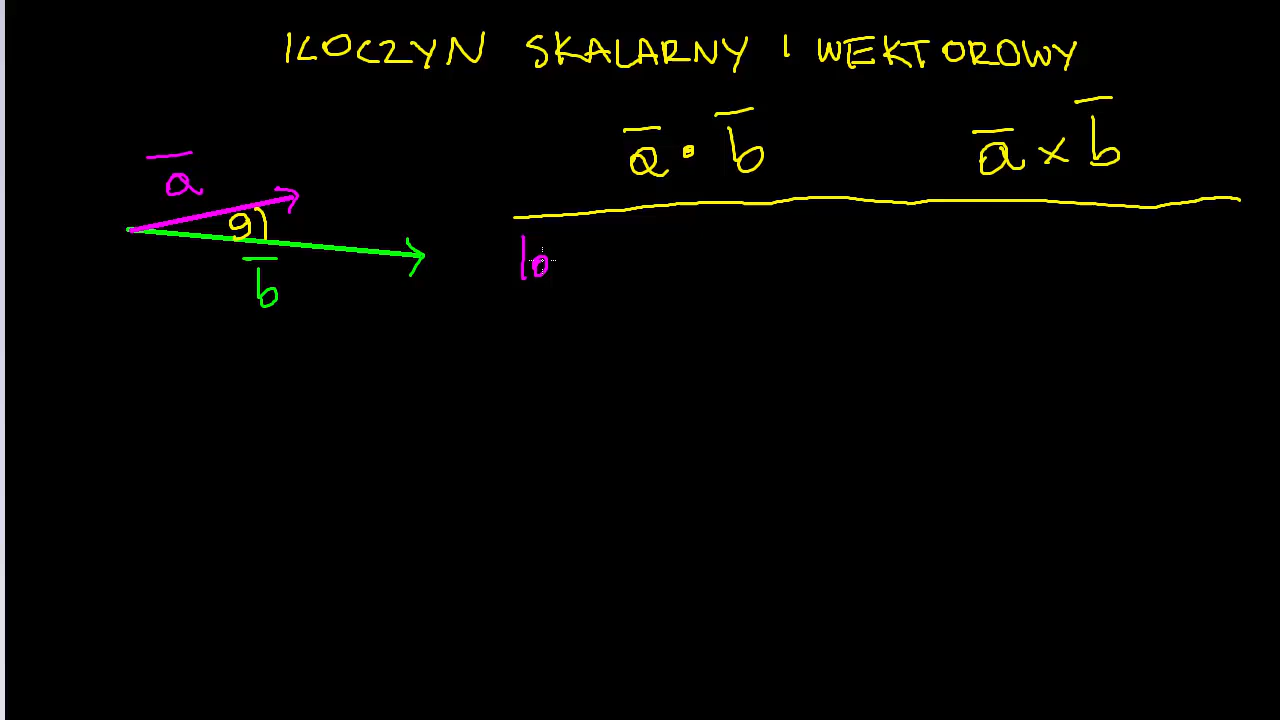 ILOCZYN SKALARNY I WEKTOROWY
a̅ · b̅ a̅ × b̅
a̅
φ
b̅
|a